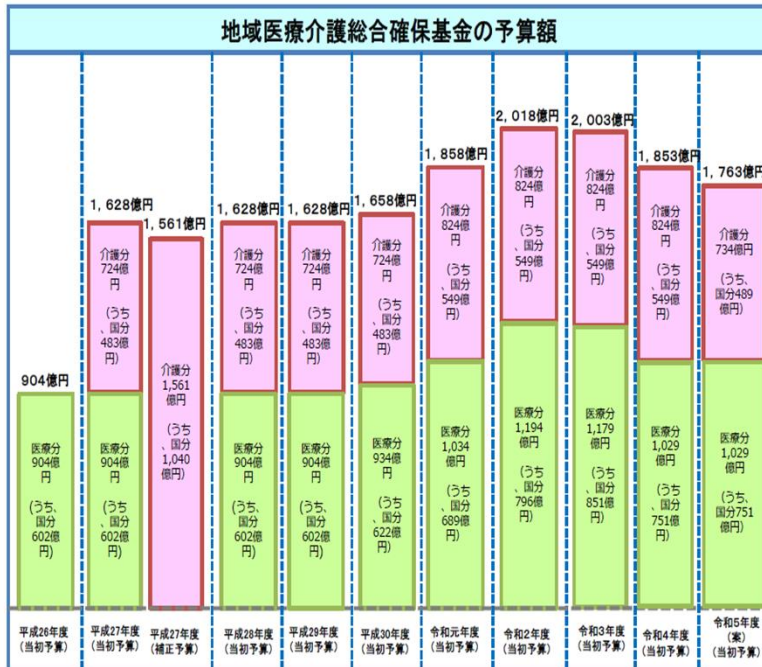 地域医療介護総合確保基金の予算額
904億円
医療分
904億
円
(うち、
国分
602億
円)
平成26年度
(当初予算)
1,628億円
介護分
724億
円
(うち
、国分
483億
円)
医療分
904億
円
(うち、
国分
602億
円)
平成27年度
(当初予算)
1,561億円
介護分
1,561
億円
(うち
、国分
1,040
億円)
平成27年度
(補正予算)
1,628億円
介護分
724億
円
(うち
、国分
483億
円)
医療分
904億
円
(うち、
国分
602億
円)
平成28年度
(当初予算)
1,628億円
介護分
724億
円
(うち
、国分
483億
円)
医療分
904億
円
(うち、
国分
602億
円)
平成29年度
(当初予算)
1,658億円
介護分
724億
円
(うち
、国分
483億
円)
医療分
934億
円
(うち、
国分
622億
円)
平成30年度
(当初予算)
1,858億円
介護分
824億
円
(うち
、国分
549億
円)
医療分
1,034
億円
(うち
、国分
689億
円)
令和元年度
(当初予算)
2,018億円
介護分
824億
円
(うち
、国分
549億
円)
医療分
1,194
億円
(うち
、国分
796億
円)
令和2年度
(当初予算)
2,003億円
介護分
824億
円
(うち
、国分
549億
円)
医療分
1,179
億円
(うち
、国分
851億
円)
令和3年度
(当初予算)
1,853億円
介護分
824億
円
(うち
、国分
549億
円)
医療分
1,029
億円
(うち
、国分
751億
円)
令和4年度
(当初予算)
1,763億円
介護分
734億円
(うち、
国分489
億円)
医療分
1,029
億円
(うち、
国分751
億円)
令和5年度
(案)
(当初予算)